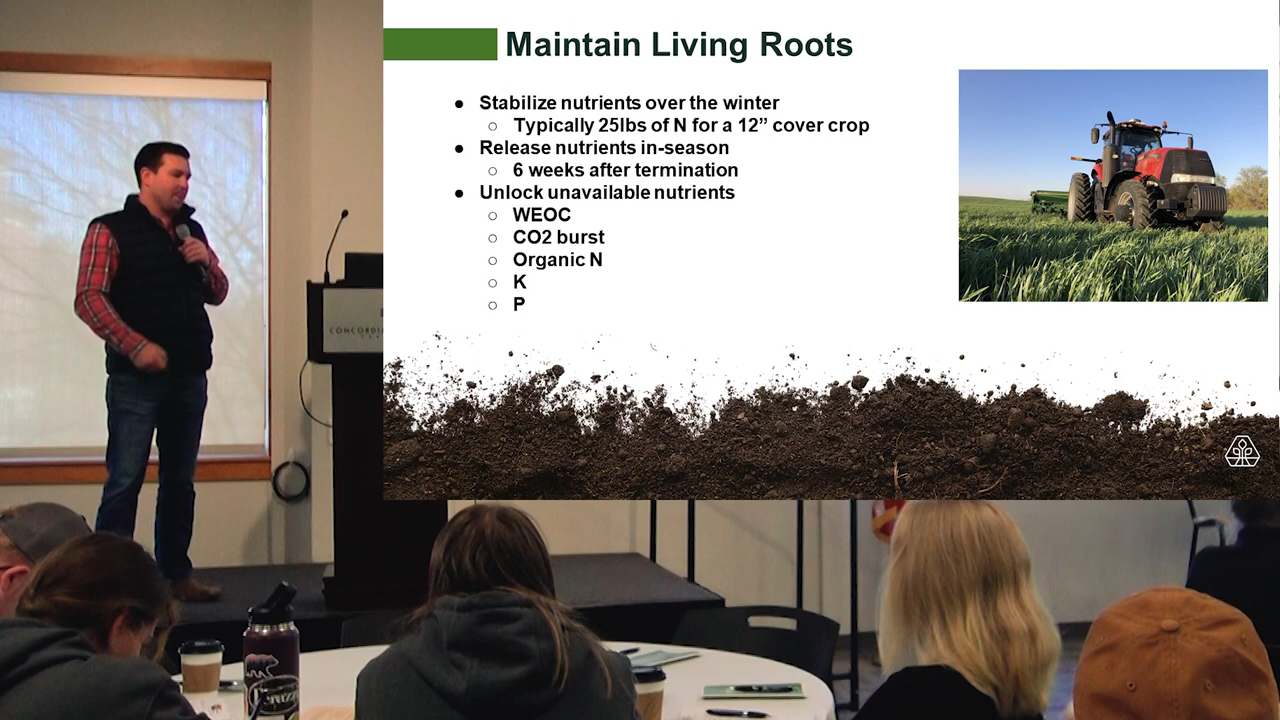 Maintain Living Roots
● Stabilize nutrients over the winter
○ Typically 25lbs of N for a 12” cover crop
● Release nutrients in-season
○ 6 weeks after termination
● Unlock unavailable nutrients
○ WEOC
○ CO2 burst
○ Organic N
○ K
○ P
CONCORDIA